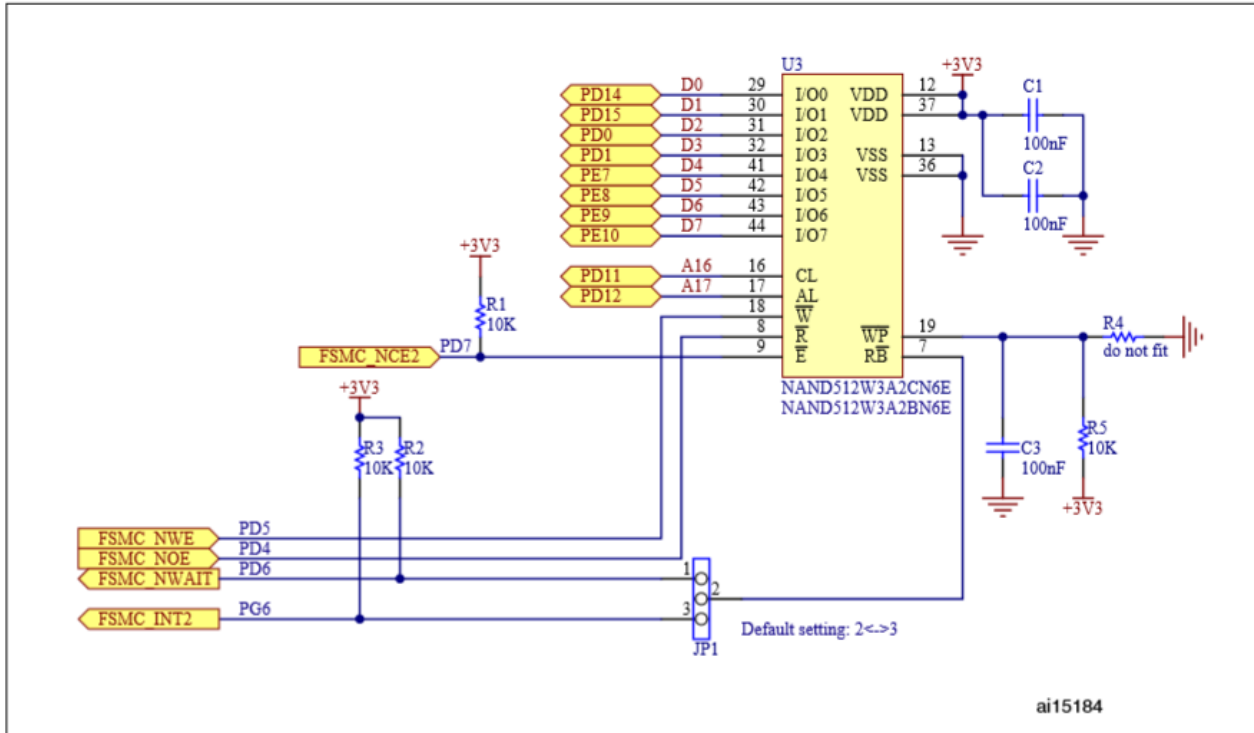 U3
+3V3
PD14 D0 29 I/O0 VDD 12
C1
PD15 D1 30 I/O1 VDD 37
PD0 D2 31 I/O2
100nF
PD1 D3 32 I/O3 VSS 13
PE7 D4 41 I/O4 VSS 36
C2
PE8 D5 42 I/O5
100nF
PE9 D6 43 I/O6
PE10 D7 44 I/O7
+3V3
PD11 A16 16 CL
PD12 A17 17 AL
R1
10K
18 W
8 R WP 19
R4
do not fit
FSMC_NCE2 PD7 9 E RB 7
NAND512W3A2CN6E
NAND512W3A2BN6E
+3V3
R3
10K
R2
10K
C3
100nF
R5
10K
+3V3
FSMC_NWE PD5
FSMC_NOE PD4
FSMC_NWAIT PD6 1
2
FSMC_INT2 PG6 3
Default setting: 2<->3
JP1
ai15184